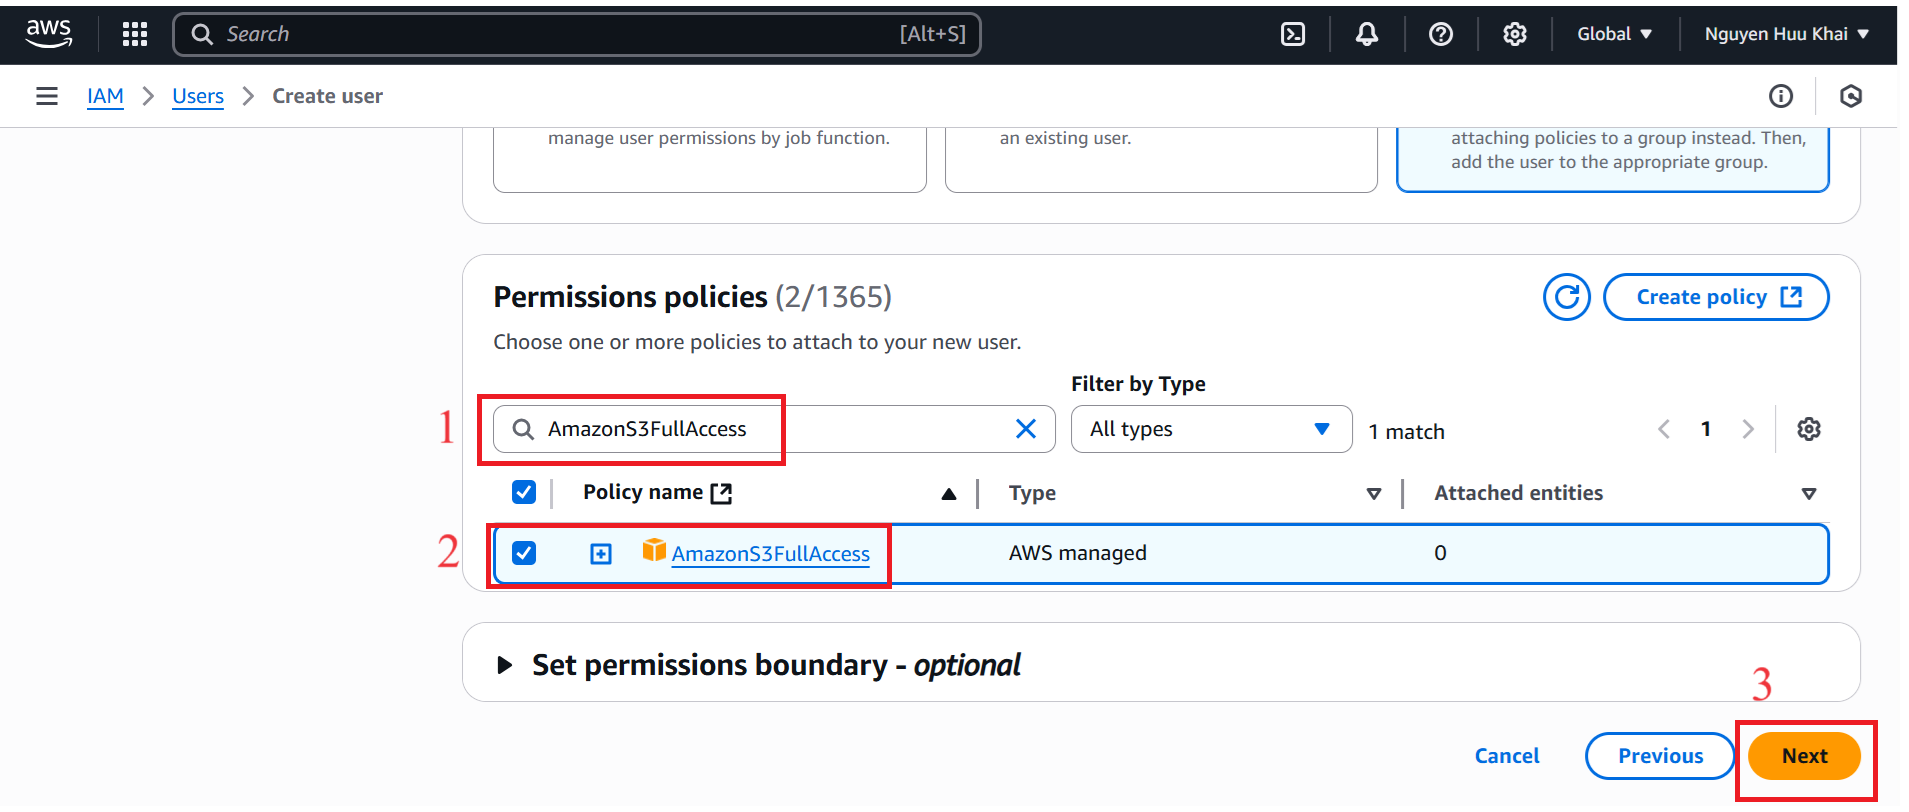 aws
Search [Alt+S] Global Nguyen Huu Khai
IAM Users Create user
manage user permissions by job function.
an existing user.
attaching policies to a group instead. Then,
add the user to the appropriate group.
Permissions policies (2/1365)
Create policy
Choose one or more policies to attach to your new user.
Filter by Type
1 AmazonS3FullAccess All types 1 match 1
Policy name Type Attached entities
2 AmazonS3FullAccess AWS managed 0
Set permissions boundary - optional
3
Cancel Previous Next